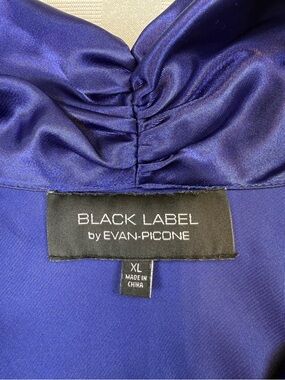 BLACK LABEL
by EVAN-PICONE
XL
MADE IN
CHINA